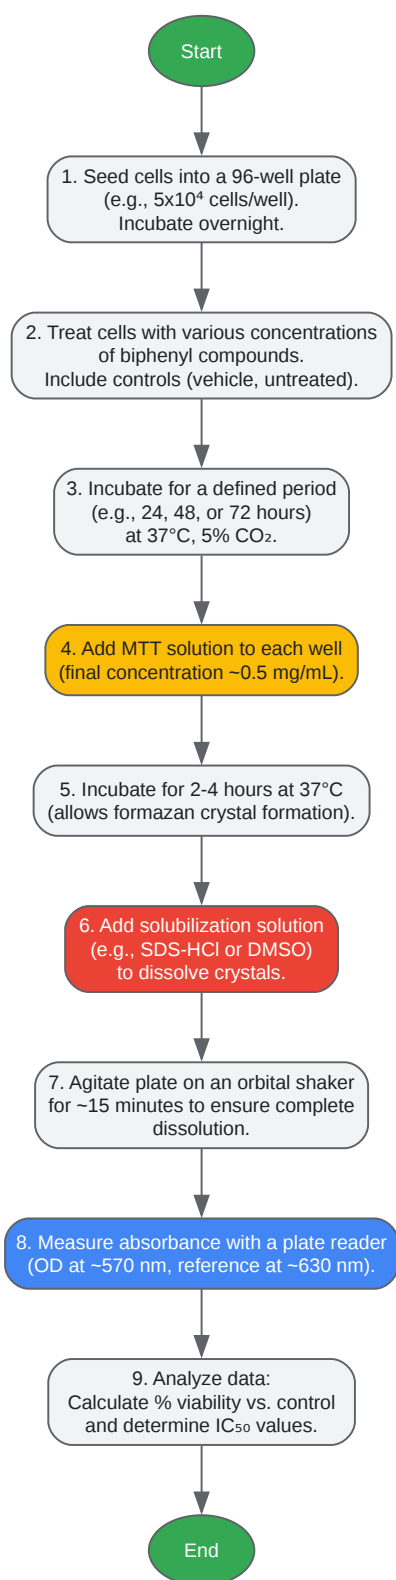 Start
1. Seed cells into a 96-well plate
(e.g., 5x10⁴ cells/well).
Incubate overnight.
2. Treat cells with various concentrations
of biphenyl compounds.
Include controls (vehicle, untreated).
3. Incubate for a defined period
(e.g., 24, 48, or 72 hours)
at 37°C, 5% CO₂.
4. Add MTT solution to each well
(final concentration ~0.5 mg/mL).
5. Incubate for 2-4 hours at 37°C
(allows formazan crystal formation).
6. Add solubilization solution
(e.g., SDS-HCl or DMSO)
to dissolve crystals.
7. Agitate plate on an orbital shaker
for ~15 minutes to ensure complete
dissolution.
8. Measure absorbance with a plate reader
(OD at ~570 nm, reference at ~630 nm).
9. Analyze data:
Calculate % viability vs. control
and determine IC₅₀ values.
End